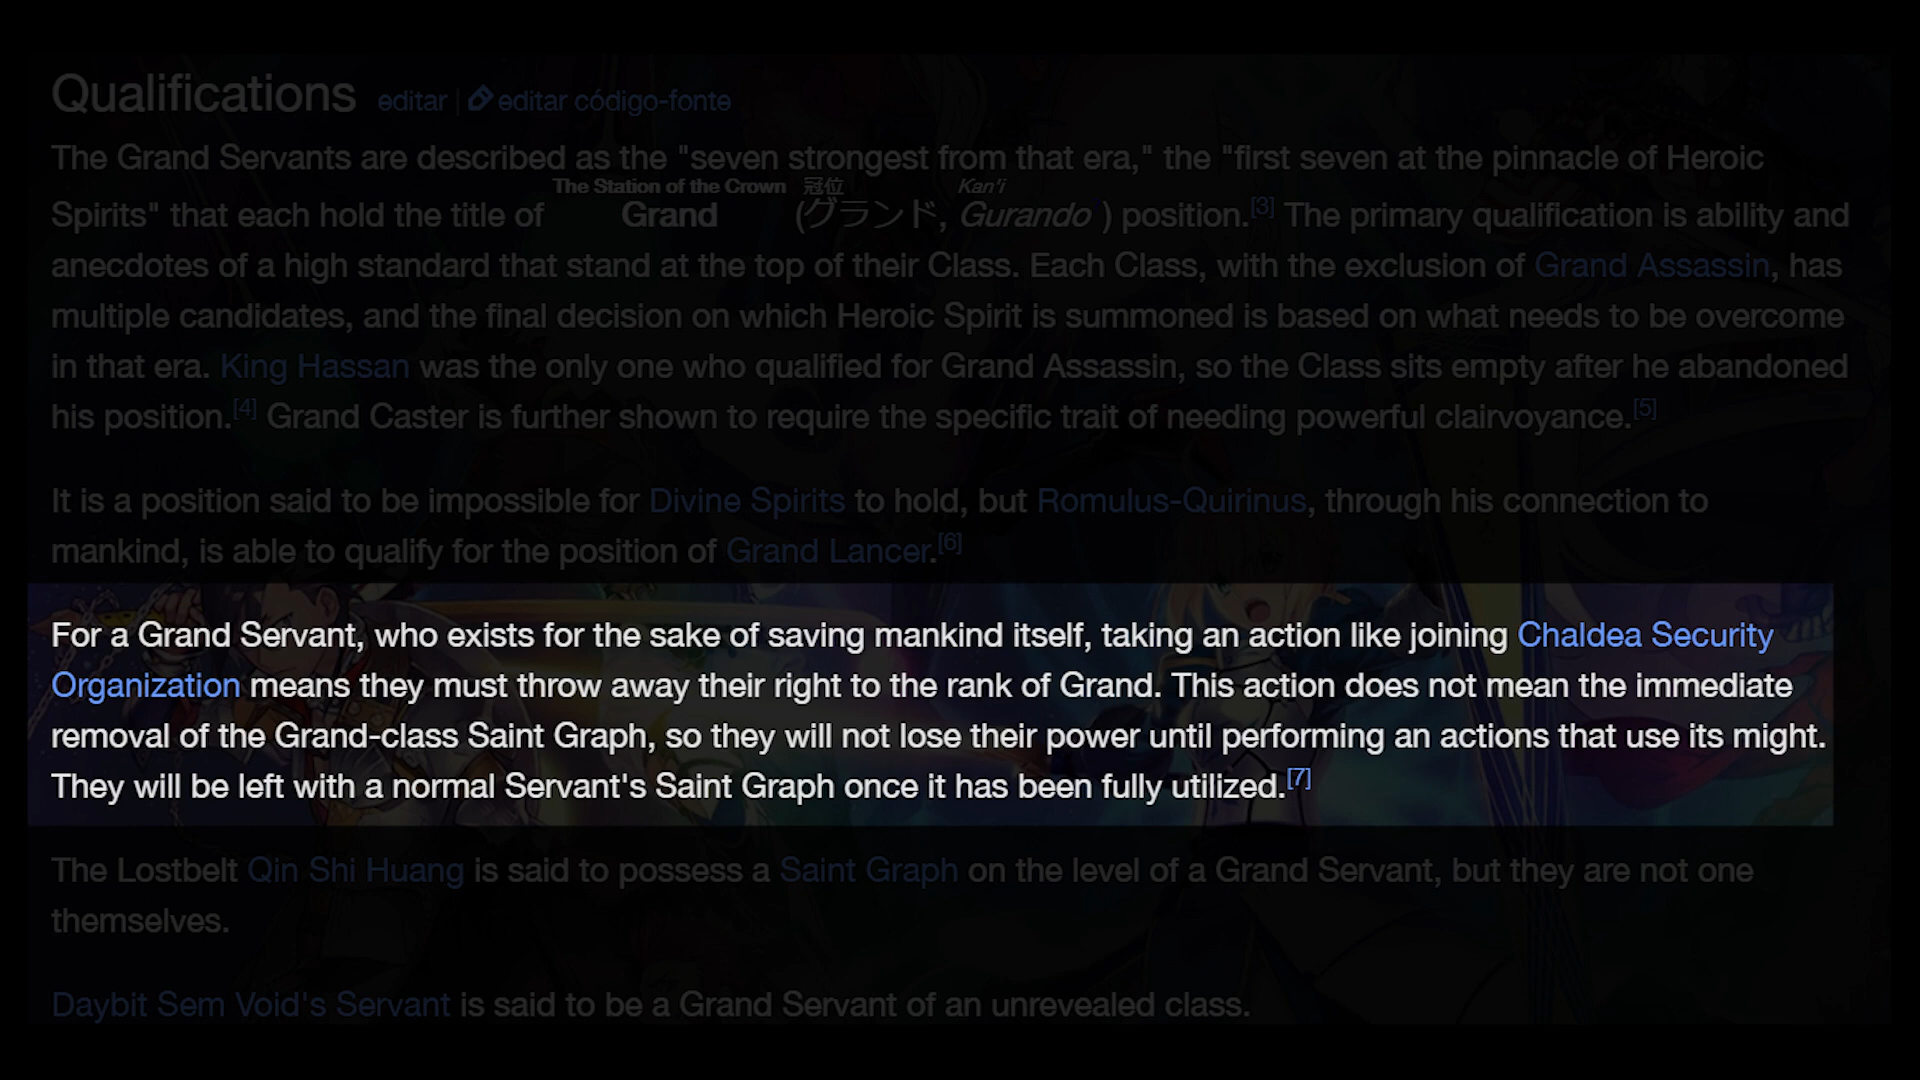 Qualifications editar | editar código-fonte
The Grand Servants are described as the "seven strongest from that era," the "first seven at the pinnacle of Heroic
The Station of the Crown 冠位 Kan'i
Spirits" that each hold the title of Grand (グランド, Gurando ) position.[3] The primary qualification is ability and
anecdotes of a high standard that stand at the top of their Class. Each Class, with the exclusion of Grand Assassin, has
multiple candidates, and the final decision on which Heroic Spirit is summoned is based on what needs to be overcome
in that era. King Hassan was the only one who qualified for Grand Assassin, so the Class sits empty after he abandoned
his position.[4] Grand Caster is further shown to require the specific trait of needing powerful clairvoyance.[5]
It is a position said to be impossible for Divine Spirits to hold, but Romulus-Quirinus, through his connection to
mankind, is able to qualify for the position of Grand Lancer.[6]
For a Grand Servant, who exists for the sake of saving mankind itself, taking an action like joining Chaldea Security
Organization means they must throw away their right to the rank of Grand. This action does not mean the immediate
removal of the Grand-class Saint Graph, so they will not lose their power until performing an actions that use its might.
They will be left with a normal Servant's Saint Graph once it has been fully utilized.[7]
The Lostbelt Qin Shi Huang is said to possess a Saint Graph on the level of a Grand Servant, but they are not one
themselves.
Daybit Sem Void's Servant is said to be a Grand Servant of an unrevealed class.